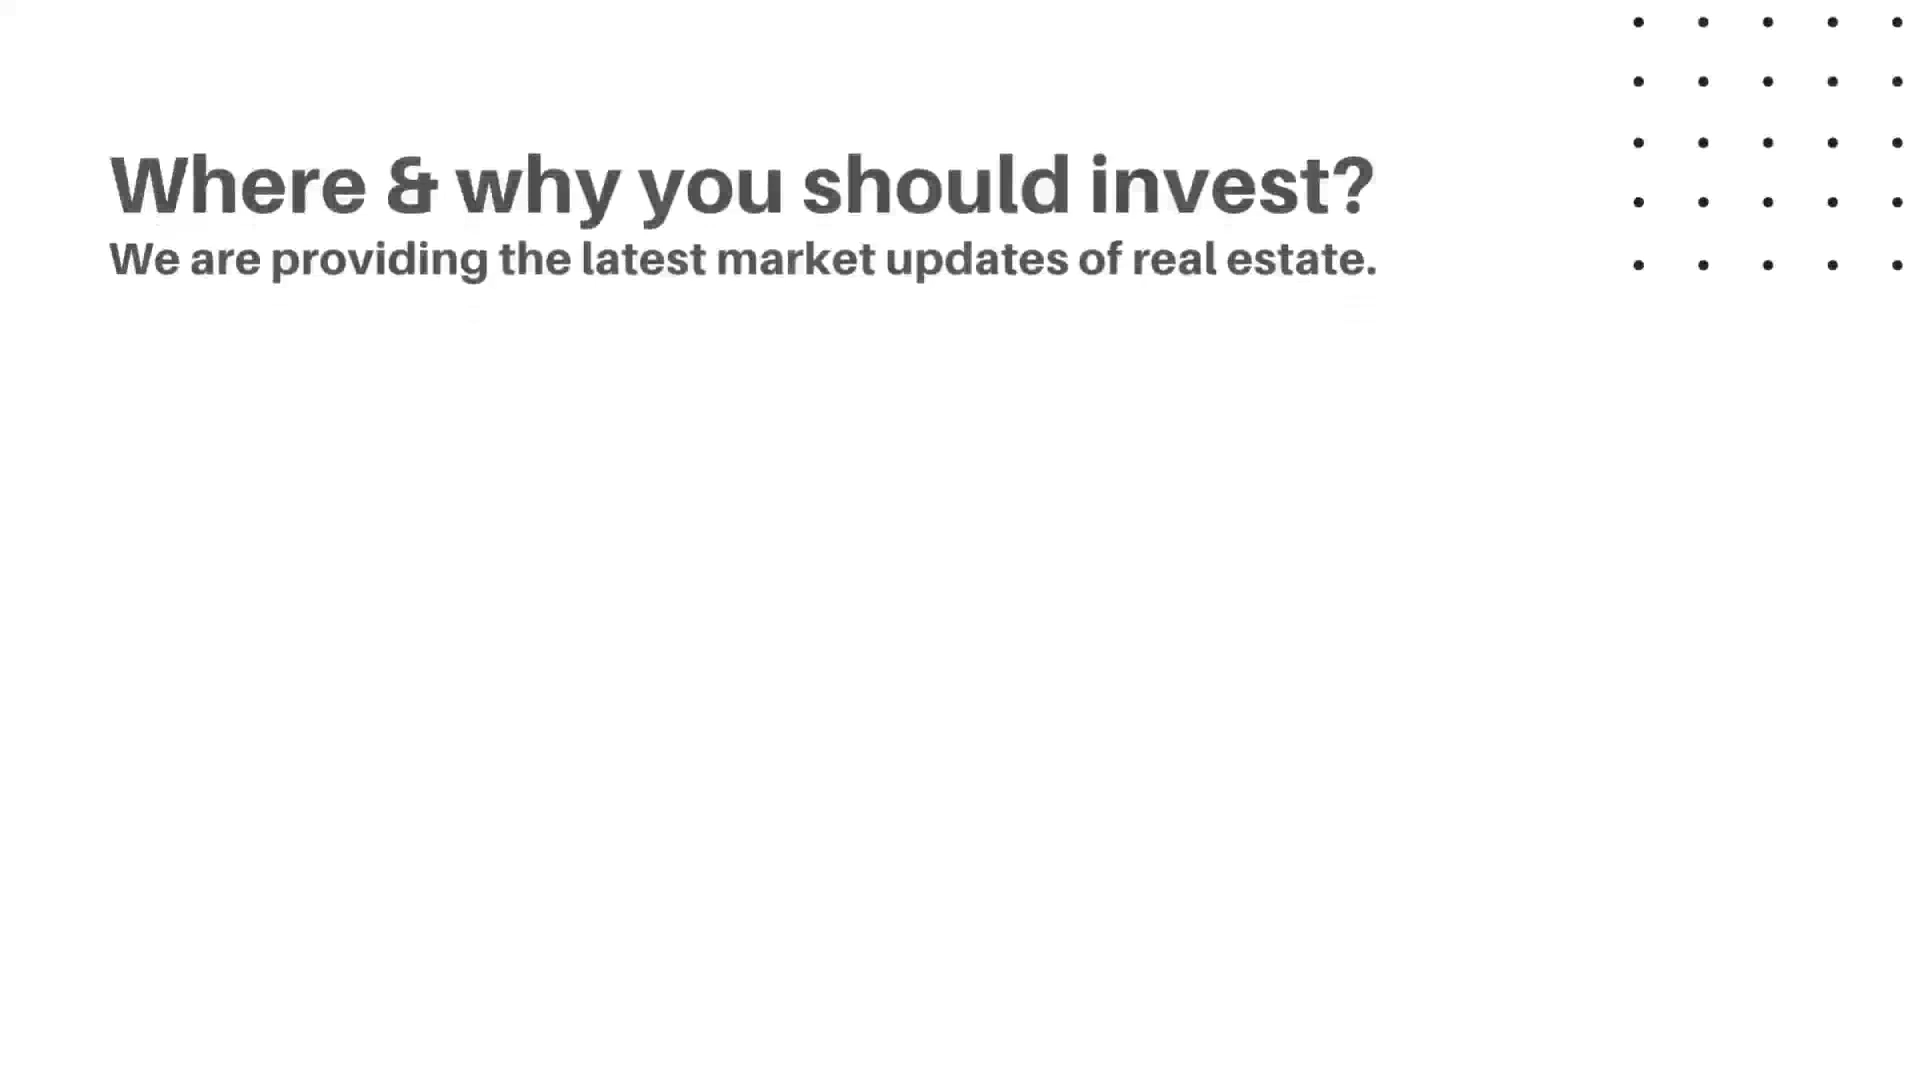 Where & why you should invest?
We are providing the latest market updates of real estate.